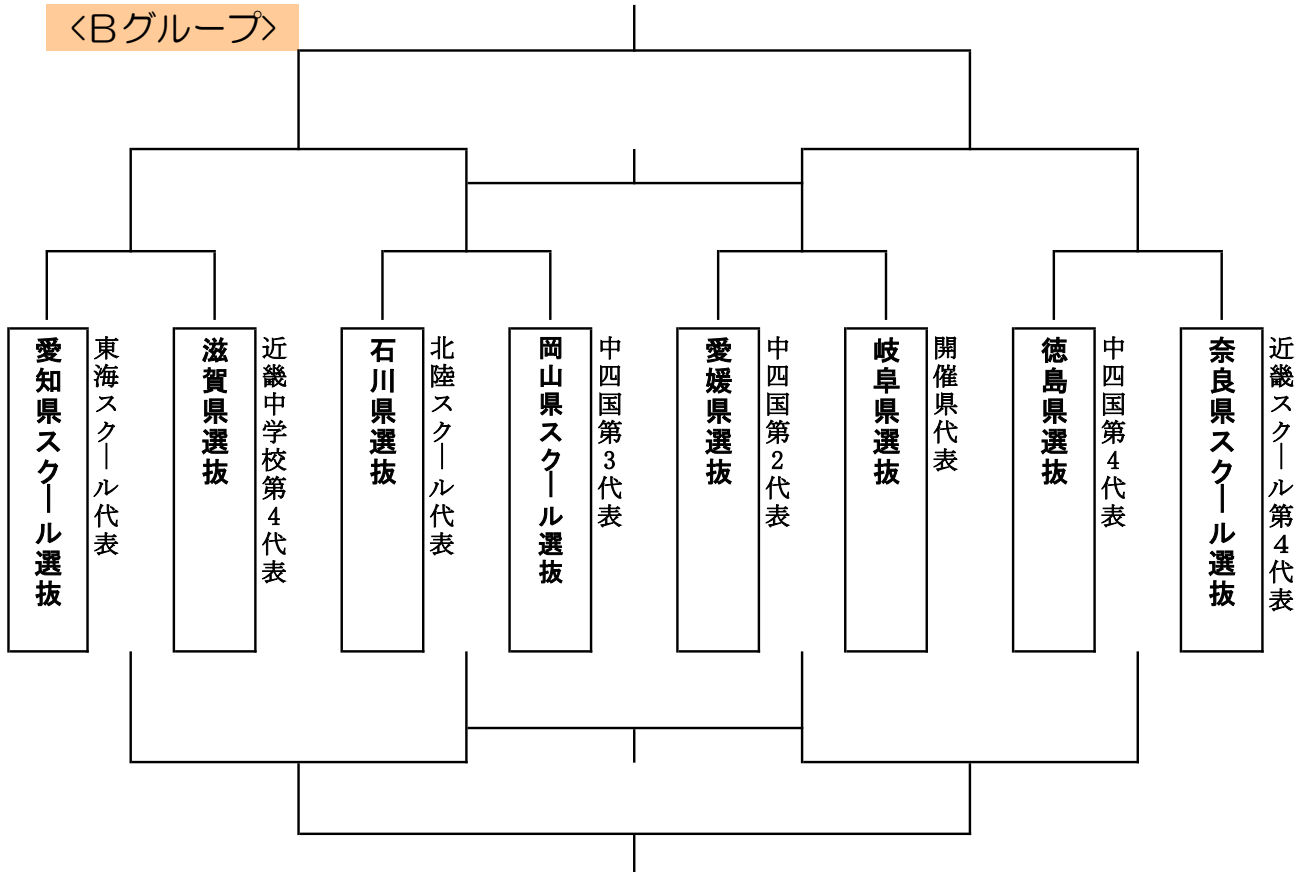 <Bグループ>
愛知県スクール選抜
東海スクール代表
滋賀県選抜
近畿中学校第4代表
石川県選抜
北陸スクール代表
岡山県スクール選抜
中四国第3代表
愛媛県選抜
中四国第2代表
岐阜県選抜
開催県代表
徳島県選抜
中四国第4代表
奈良県スクール選抜
近畿スクール第4代表